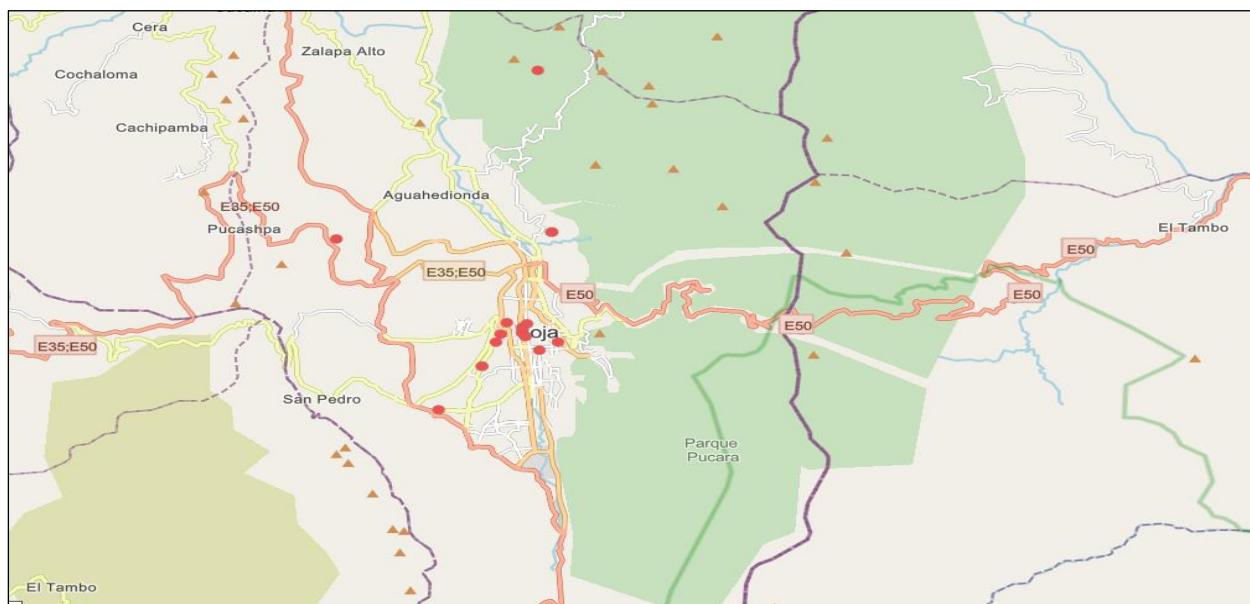 Cera
Zalapa Alto
Cochaloma
Cachipamba
Aguahedionda
E35;E50
Pucashpa
El Tambo
E50
E35;E50
E50
E50
E50
oja
E35;E50
San Pedro
Parque
Pucara
El Tambo